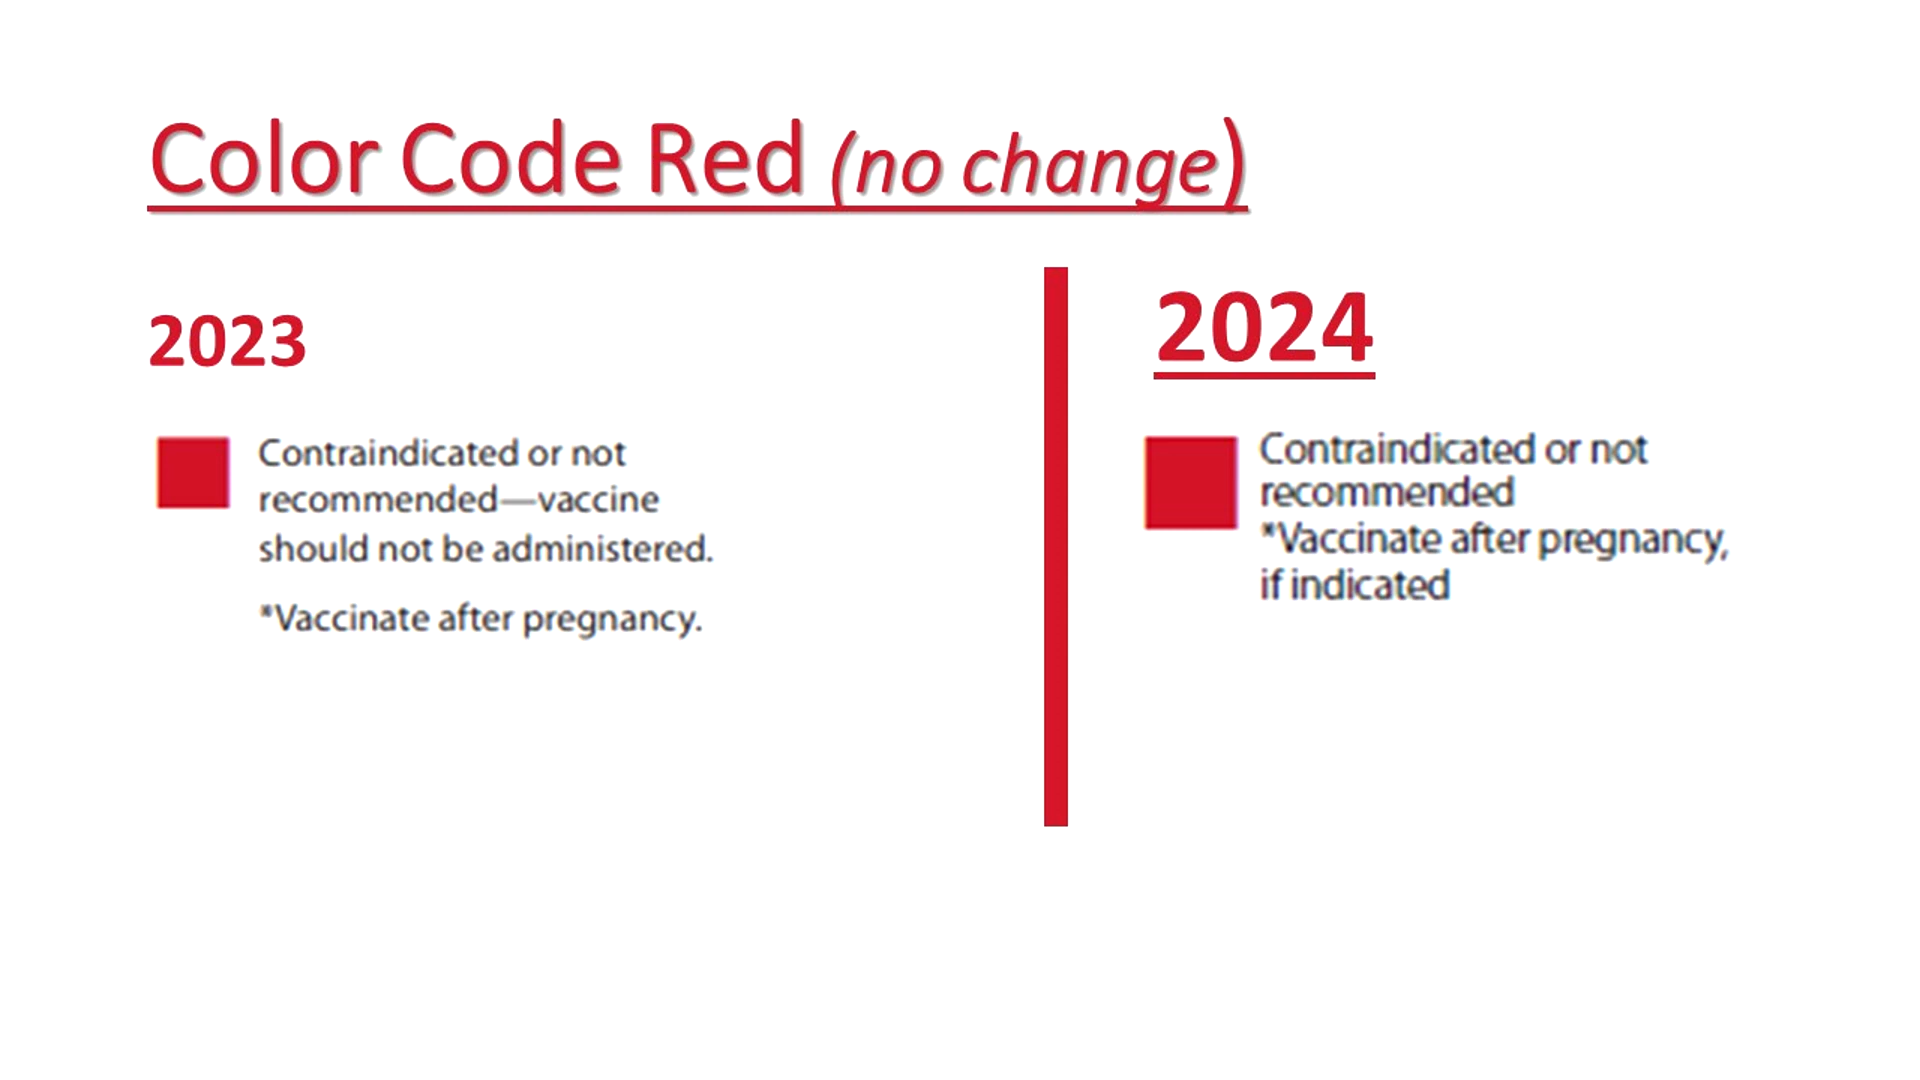 Color Code Red (no change)
2023
Contraindicated or not
recommended—vaccine
should not be administered.
*Vaccinate after pregnancy.
2024
Contraindicated or not
recommended
*Vaccinate after pregnancy,
if indicated